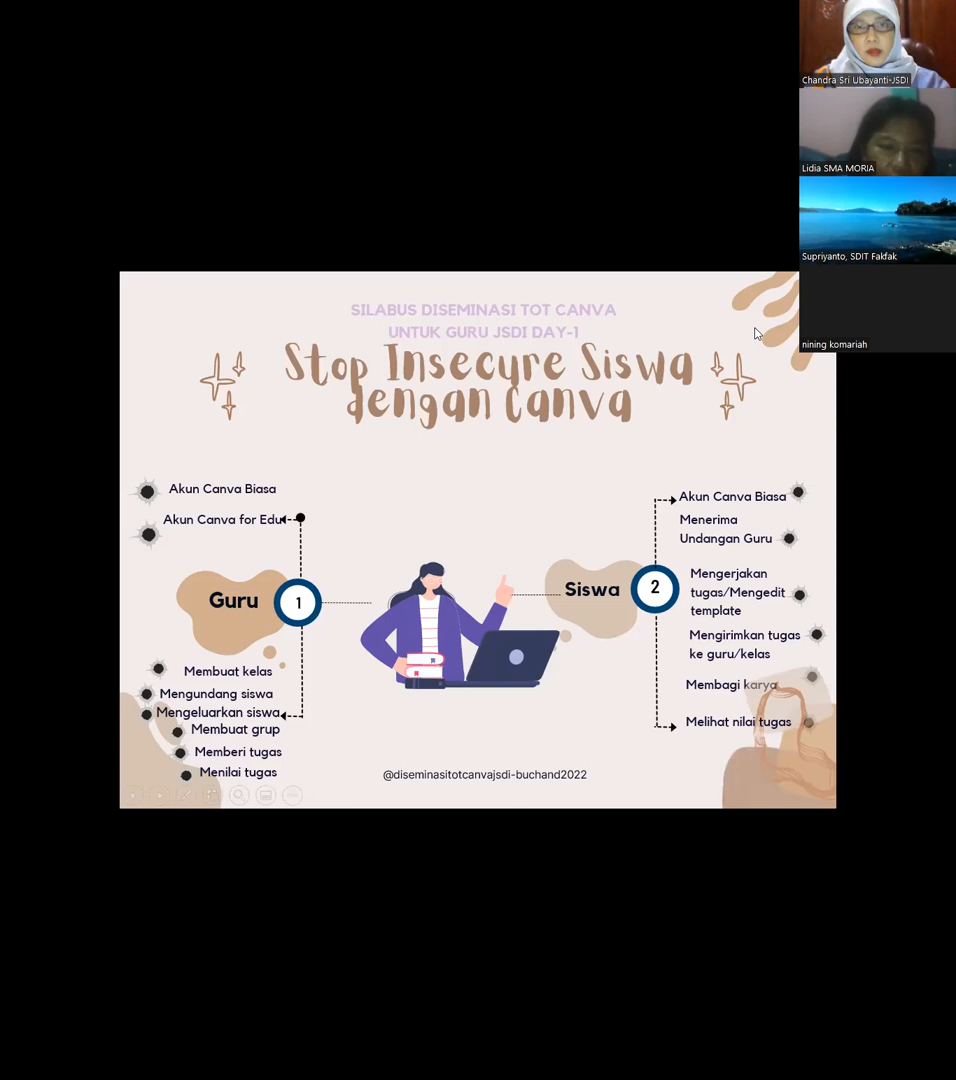 Chandra Sri Ubayanti-JSDI
Lidia SMA MORIA
Supriyanto, SDIT Fakfak
nining komariah
SILABUS DISEMINASI TOT CANVA
UNTUK GURU JSDI DAY-1
Stop Insecure Siswa
dengan Canva
Akun Canva Biasa
Akun Canva for Edu
Guru
1
Membuat kelas
Mengundang siswa
Mengeluarkan siswa
Membuat grup
Memberi tugas
Menilai tugas
Siswa
2
Akun Canva Biasa
Menerima
Undangan Guru
Mengerjakan
tugas/Mengedit
template
Mengirimkan tugas
ke guru/kelas
Membagi karya
Melihat nilai tugas
@diseminasitotcanvajsdi-buchand2022